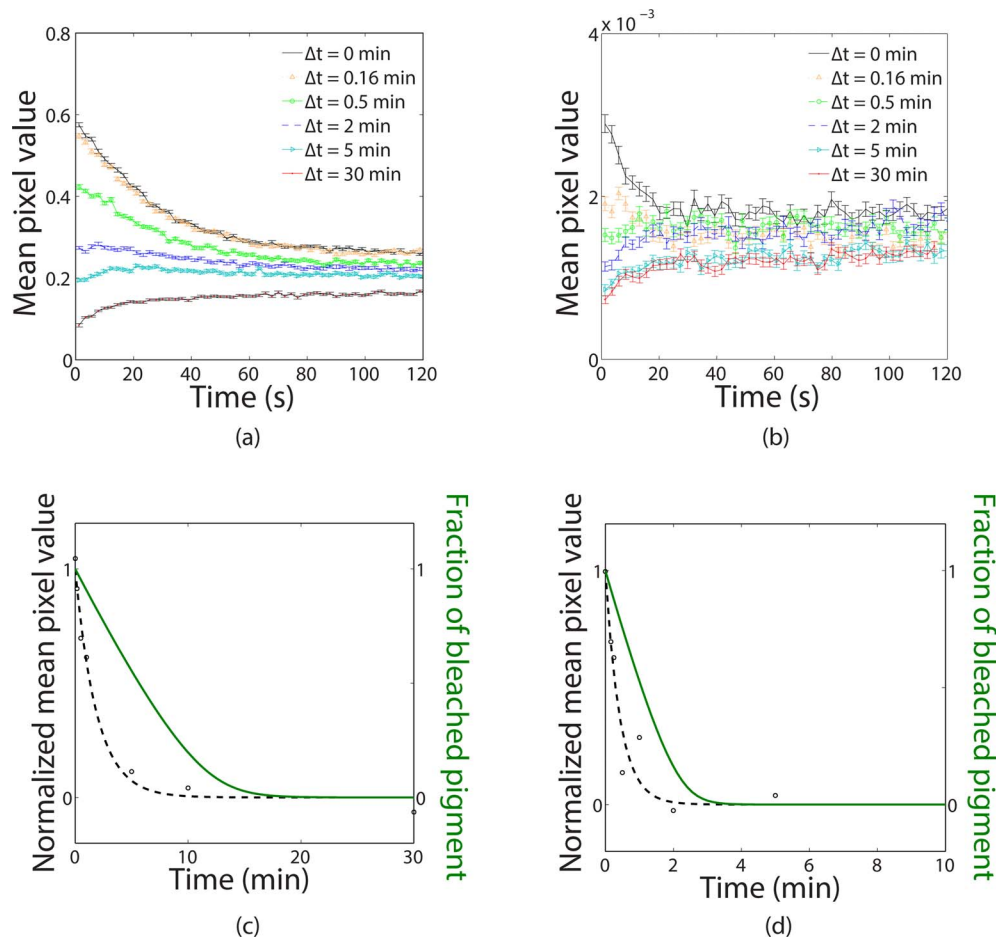 Mean pixel value
0.8
0.6
0.4
0.2
0
0 20 40 60 80 100 120
Time (s)
Δt = 0 min
Δt = 0.16 min
Δt = 0.5 min
Δt = 2 min
Δt = 5 min
Δt = 30 min
(a)
Mean pixel value
4 x 10⁻³
2
0
0 20 40 60 80 100 120
Time (s)
Δt = 0 min
Δt = 0.16 min
Δt = 0.5 min
Δt = 2 min
Δt = 5 min
Δt = 30 min
(b)
Normalized mean pixel value
1
0
0 10 20 30
Time (min)
1
0
Fraction of bleached pigment
(c)
Normalized mean pixel value
1
0
0 2 4 6 8 10
Time (min)
1
0
Fraction of bleached pigment
(d)